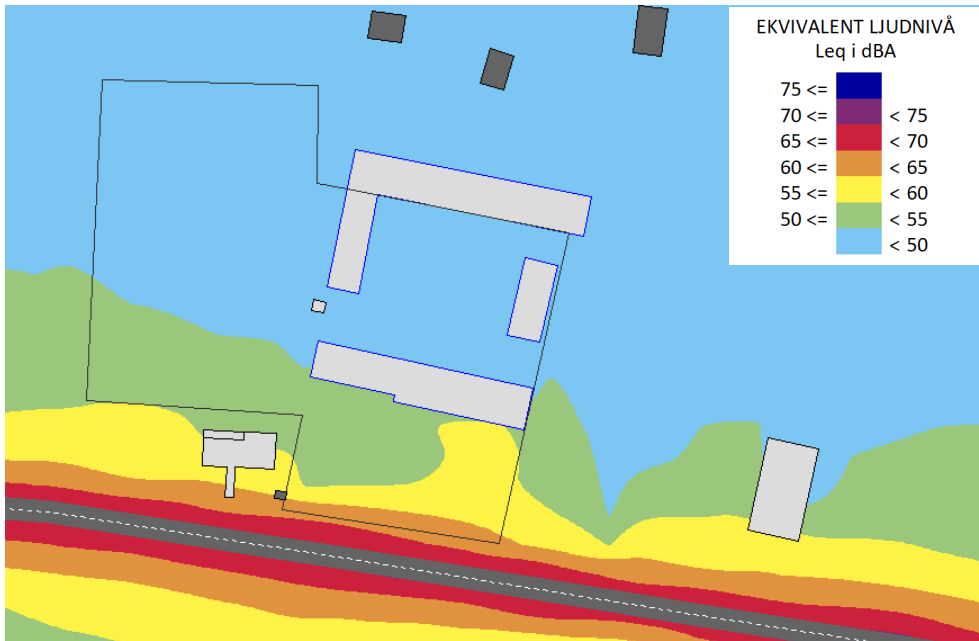 EKVIVALENT LJUDNIVÅ
Leq i dBA
75 <=
70 <= < 75
65 <= < 70
60 <= < 65
55 <= < 60
50 <= < 55
< 50